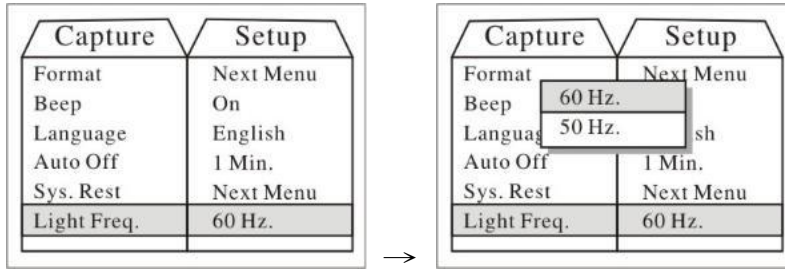 Capture Setup
Format Next Menu
Beep On
Language English
Auto Off 1 Min.
Sys. Rest Next Menu
Light Freq. 60 Hz.
→
Capture Setup
Format Next Menu
Beep 60 Hz.
Languag 50 Hz. sh
Auto Off 1 Min.
Sys. Rest Next Menu
Light Freq. 60 Hz.